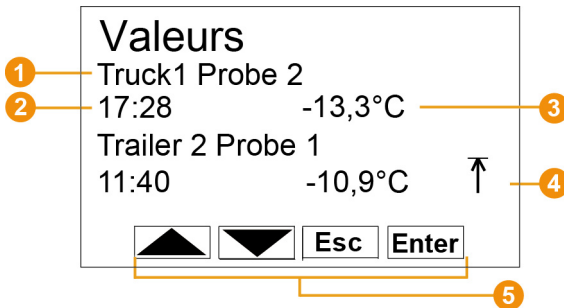 Valeurs
1 Truck1 Probe 2
2 17:28 -13,3°C 3
Trailer 2 Probe 1
11:40 -10,9°C 4
Esc Enter
5